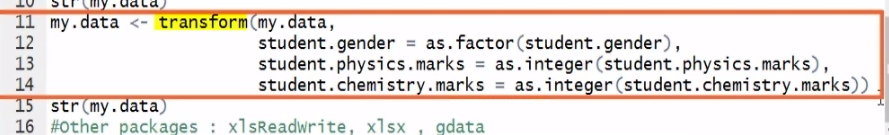 10 str(my.data)
11 my.data <- transform(my.data,
12 student.gender = as.factor(student.gender),
13 student.physics.marks = as.integer(student.physics.marks),
14 student.chemistry.marks = as.integer(student.chemistry.marks))
15 str(my.data)
16 #Other packages : xlsReadWrite, xlsx , gdata